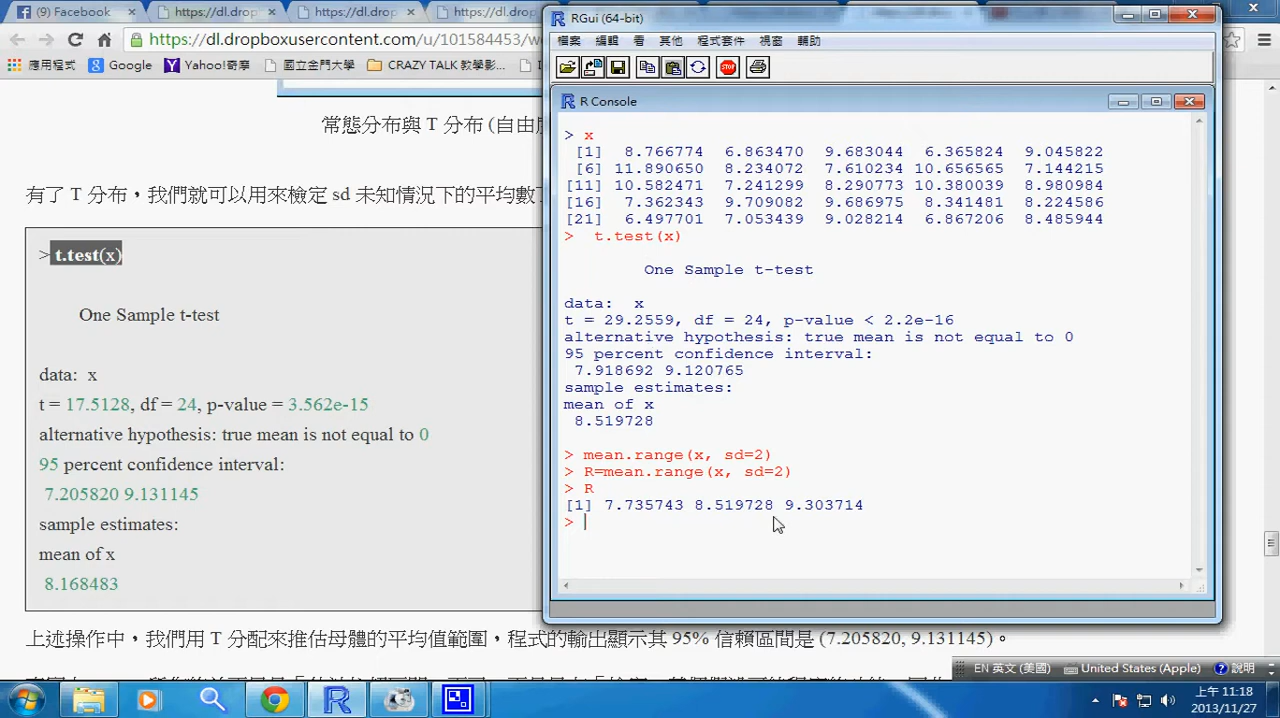 Facebook
https://dl.drop
https://dl.drop
https://dl.drop
https://dl.dropboxusercontent.com/u/101584453/w
應用程式
Google
Yahoo!奇摩
國立金門大學
CRAZY TALK 教學影...
常態分布與 T 分布 (自由
有了 T 分布，我們就可以用來檢定 sd 未知情況下的平均數
> t.test(x)
One Sample t-test
data: x
t = 17.5128, df = 24, p-value = 3.562e-15
alternative hypothesis: true mean is not equal to 0
95 percent confidence interval:
7.205820 9.131145
sample estimates:
mean of x
8.168483
上述操作中，我們用 T 分配來推估母體的平均值範圍，程式的輸出顯示其 95% 信賴區間是 (7.205820, 9.131145)。
RGui (64-bit)
檔案 編輯 看 其他 程式套件 視窗 輔助
STOP
R Console
> x
[1] 8.766774 6.863470 9.683044 6.365824 9.045822
[6] 11.890650 8.234072 7.610234 10.656565 7.144215
[11] 10.582471 7.241299 8.290773 10.380039 8.980984
[16] 7.362343 9.709082 9.686975 8.341481 8.224586
[21] 6.497701 7.053439 9.028214 6.867206 8.485944
> t.test(x)
One Sample t-test
data: x
t = 29.2559, df = 24, p-value < 2.2e-16
alternative hypothesis: true mean is not equal to 0
95 percent confidence interval:
7.918692 9.120765
sample estimates:
mean of x
8.519728
> mean.range(x, sd=2)
> R=mean.range(x, sd=2)
> R
[1] 7.735743 8.519728 9.303714
>
EN 英文 (美國)
United States (Apple)
說明
上午 11:18
2013/11/27